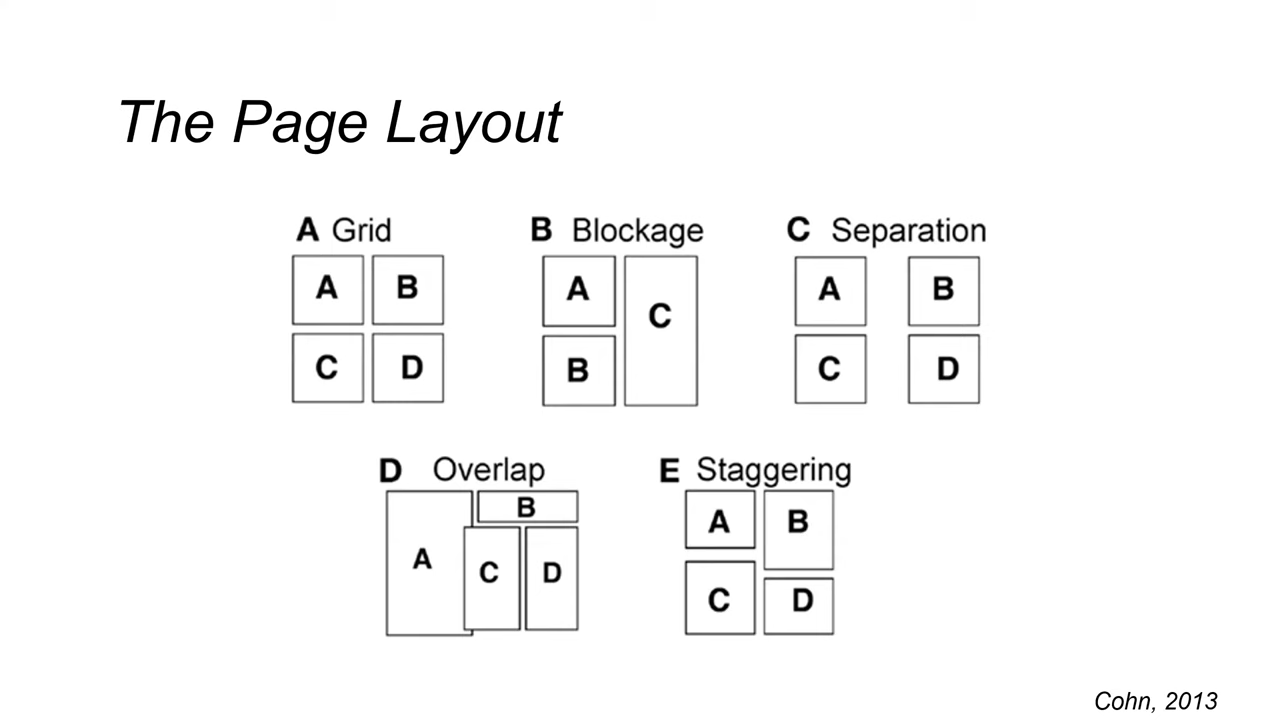 The Page Layout
A Grid
A B
C D
B Blockage
A
C
B
C Separation
A B
C D
D Overlap
B
A
C D
E Staggering
A B
C D
Cohn, 2013